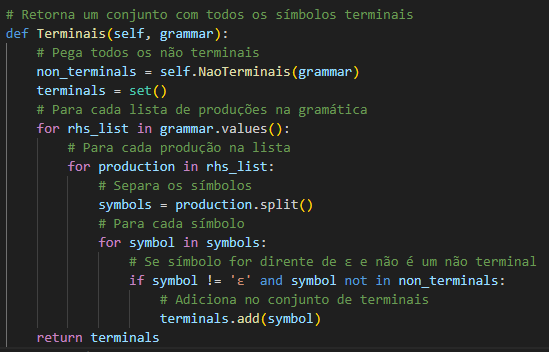 # Retorna um conjunto com todos os símbolos terminais
def Terminais(self, grammar):
    # Pega todos os não terminais
    non_terminals = self.NaoTerminais(grammar)
    terminals = set()
    # Para cada lista de produções na gramática
    for rhs_list in grammar.values():
        # Para cada produção na lista
        for production in rhs_list:
            # Separa os símbolos
            symbols = production.split()
            # Para cada símbolo
            for symbol in symbols:
                # Se símbolo for dirente de ε e não é um não terminal
                if symbol != 'ε' and symbol not in non_terminals:
                    # Adiciona no conjunto de terminais
                    terminals.add(symbol)
    return terminals